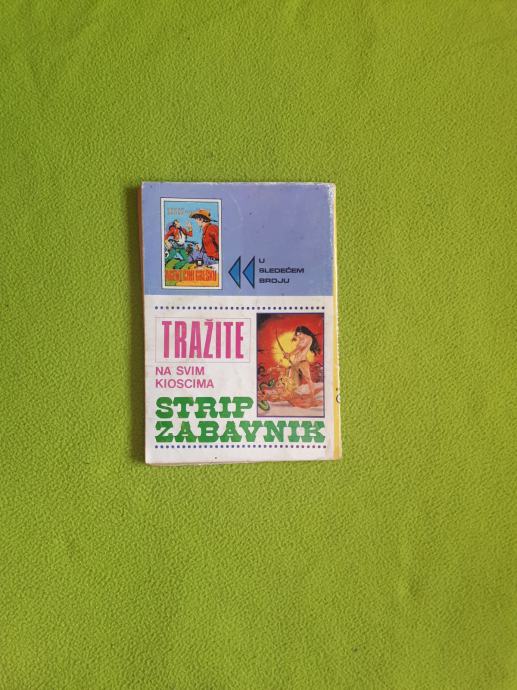 U
SLEDEĆEM
BROJU
TRAŽITE
NA SVIM
KIOSCIMA
STRIP
ZABAVNIK